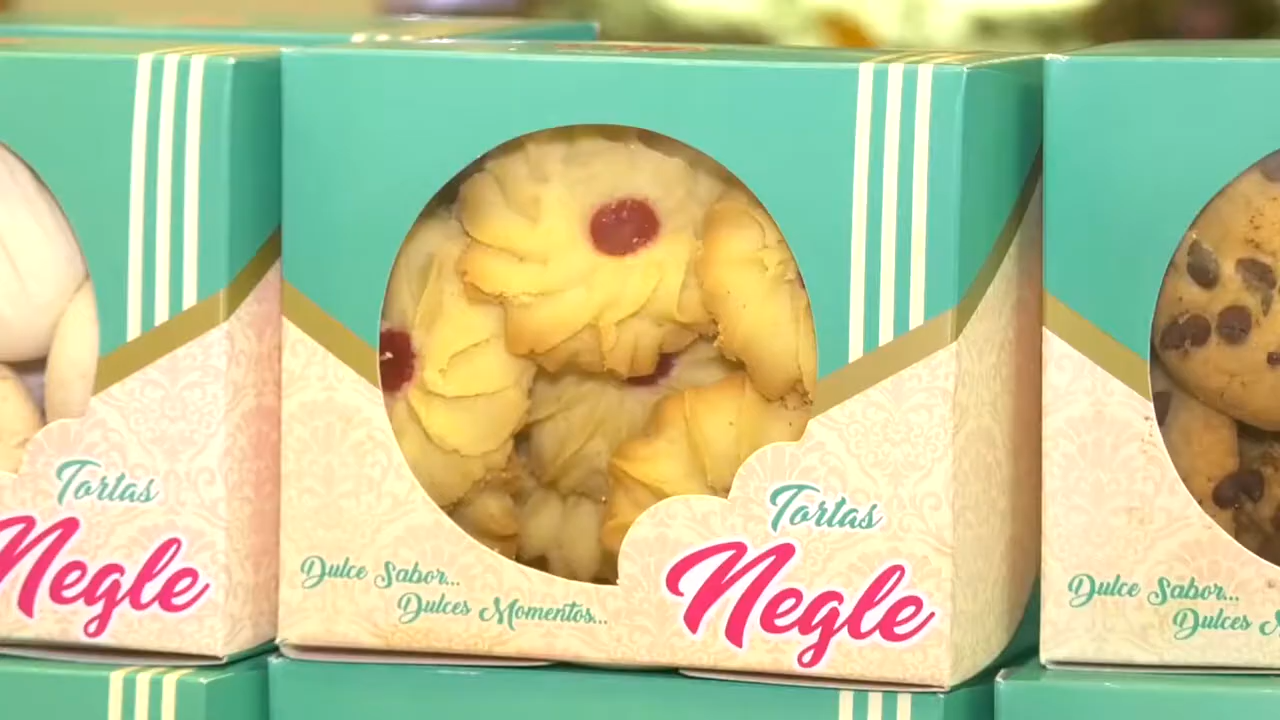 Tortas
Negle
Dulce Sabor...
Dulces Momentos...
Tortas
Negle
Dulce Sabor...
Dulces